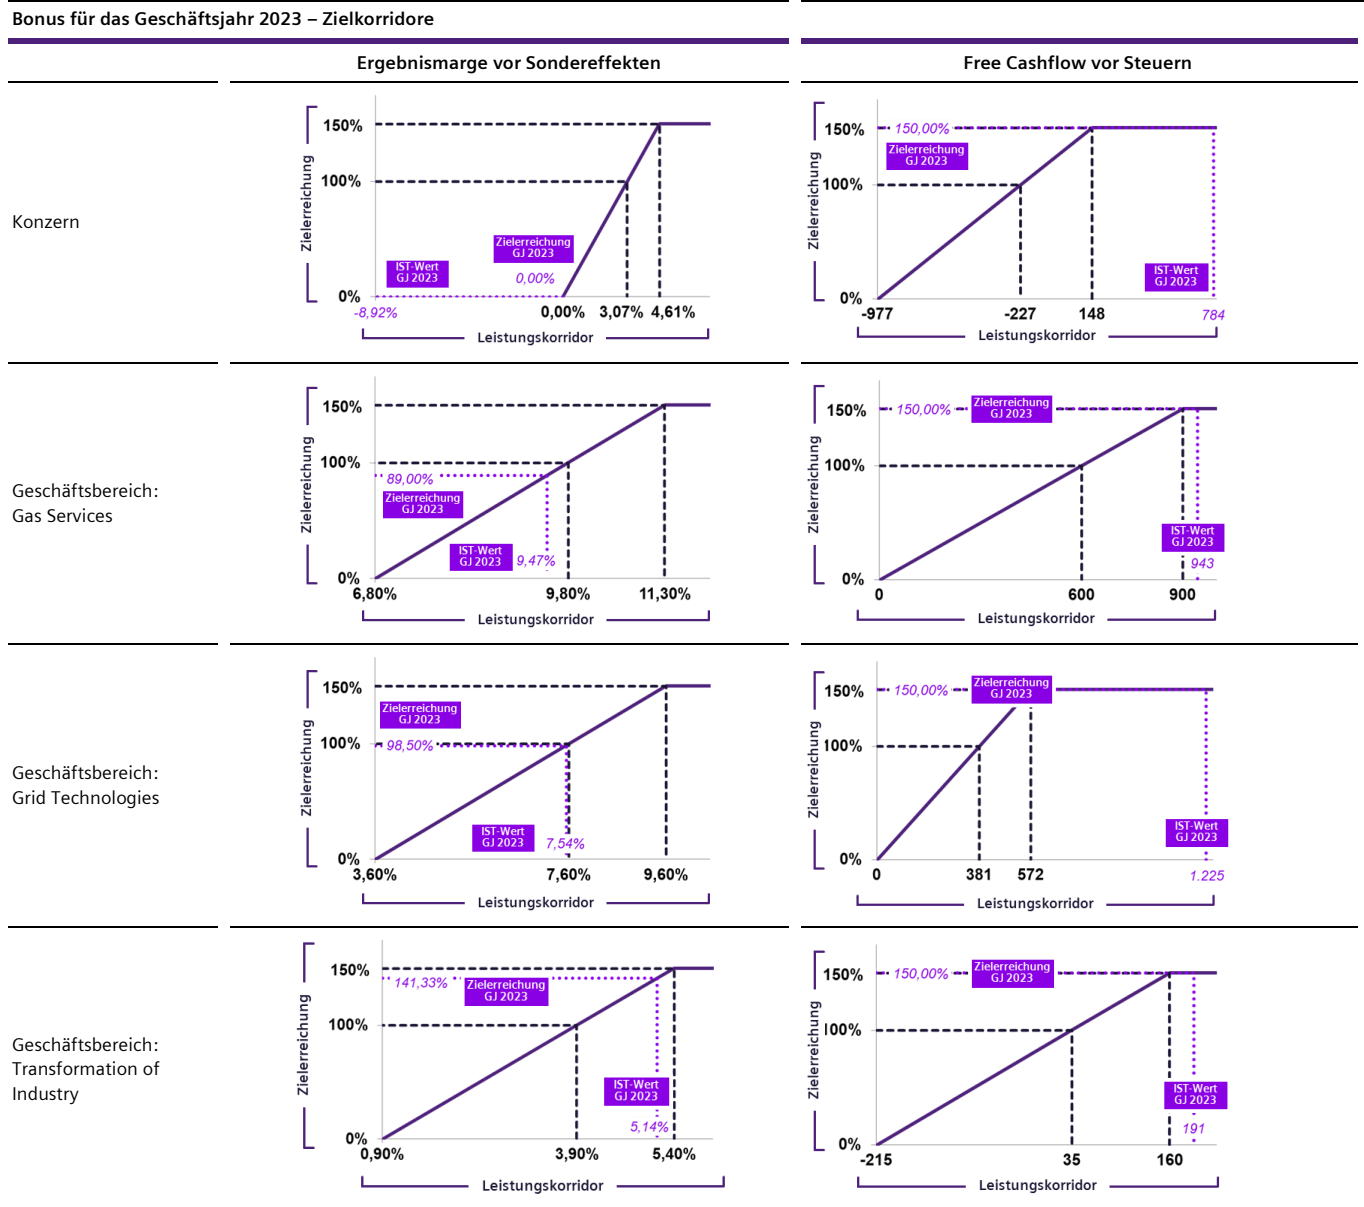 Bonus für das Geschäftsjahr 2023 – Zielkorridore
Ergebnismarge vor Sondereffekten
Free Cashflow vor Steuern
Konzern
Zielerreichung
150%
100%
0%
Zielerreichung
GJ 2023
0,00%
IST-Wert
GJ 2023
-8,92%
0,00%
3,07%
4,61%
Leistungskorridor
Zielerreichung
150%
100%
0%
150,00%
Zielerreichung
GJ 2023
IST-Wert
GJ 2023
-977
-227
148
784
Leistungskorridor
Geschäftsbereich:
Gas Services
Zielerreichung
150%
100%
0%
89,00%
Zielerreichung
GJ 2023
IST-Wert
GJ 2023
9,47%
6,80%
9,80%
11,30%
Leistungskorridor
Zielerreichung
150%
100%
0%
150,00%
Zielerreichung
GJ 2023
IST-Wert
GJ 2023
943
0
600
900
Leistungskorridor
Geschäftsbereich:
Grid Technologies
Zielerreichung
150%
100%
0%
Zielerreichung
GJ 2023
98,50%
IST-Wert
GJ 2023
7,54%
3,60%
7,60%
9,60%
Leistungskorridor
Zielerreichung
150%
100%
0%
150,00%
Zielerreichung
GJ 2023
IST-Wert
GJ 2023
0
381
572
1.225
Leistungskorridor
Geschäftsbereich:
Transformation of
Industry
Zielerreichung
150%
100%
0%
141,33%
Zielerreichung
GJ 2023
IST-Wert
GJ 2023
5,14%
0,90%
3,90%
5,40%
Leistungskorridor
Zielerreichung
150%
100%
0%
150,00%
Zielerreichung
GJ 2023
IST-Wert
GJ 2023
191
-215
35
160
Leistungskorridor